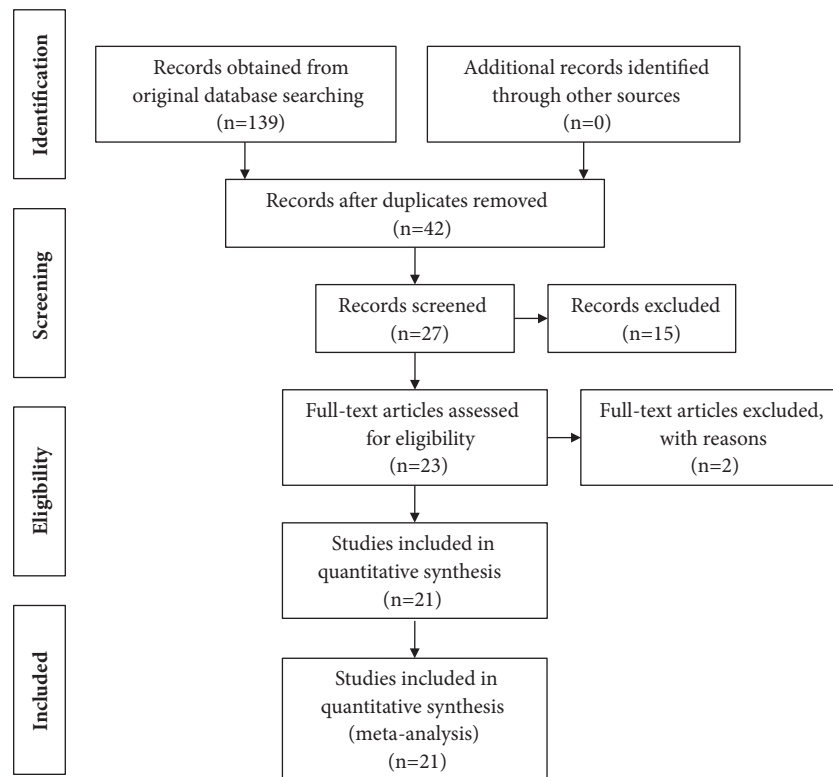 Identification
Records obtained from
original database searching
(n=139)
Additional records identified
through other sources
(n=0)
Records after duplicates removed
(n=42)
Screening
Records screened
(n=27)
Records excluded
(n=15)
Eligibility
Full-text articles assessed
for eligibility
(n=23)
Full-text articles excluded,
with reasons
(n=2)
Studies included in
quantitative synthesis
(n=21)
Included
Studies included in
quantitative synthesis
(meta-analysis)
(n=21)